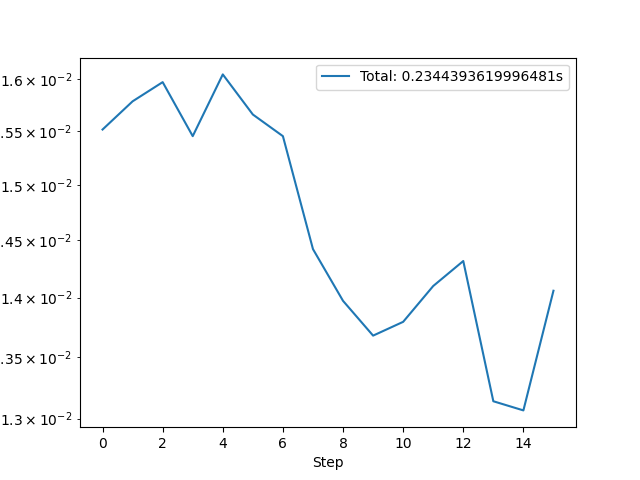 Total: 0.2344393619996481s
1.6 × 10⁻²
.55 × 10⁻²
1.5 × 10⁻²
.45 × 10⁻²
1.4 × 10⁻²
.35 × 10⁻²
1.3 × 10⁻²
0 2 4 6 8 10 12 14
Step